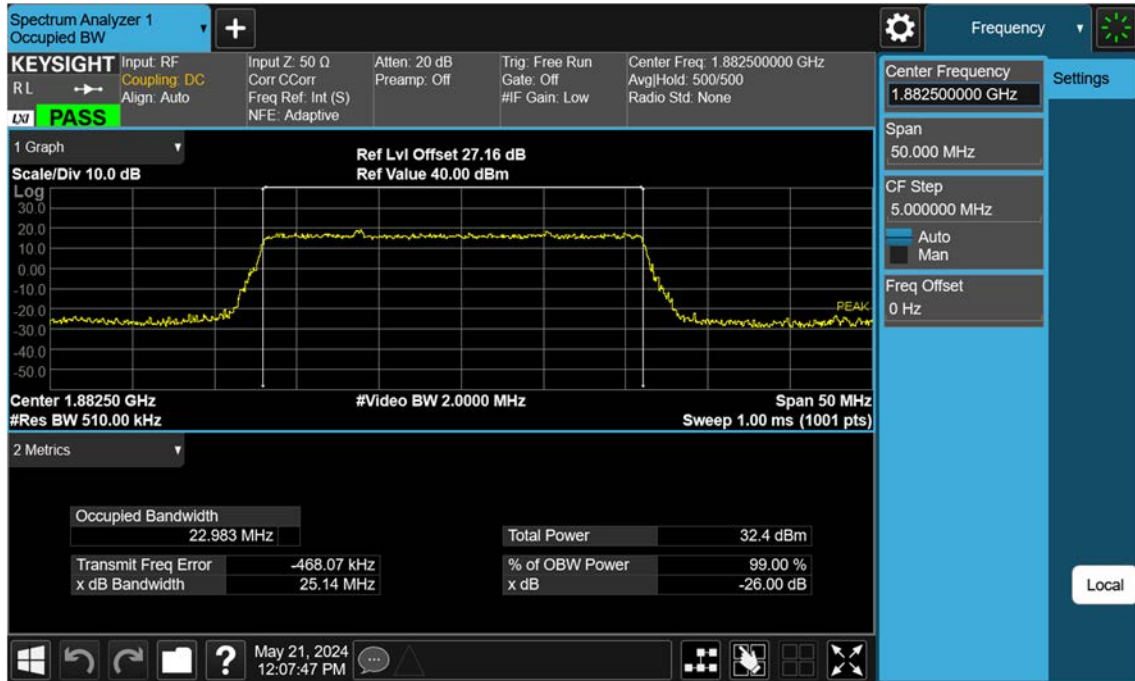 Spectrum Analyzer 1
Occupied BW
+
Frequency
KEYSIGHT
R L
LXI PASS
Input: RF
Coupling: DC
Align: Auto
Input Z: 50 Ω
Corr CCorr
Freq Ref: Int (S)
NFE: Adaptive
Atten: 20 dB
Preamp: Off
Trig: Free Run
Gate: Off
#IF Gain: Low
Center Freq: 1.882500000 GHz
Avg|Hold: 500/500
Radio Std: None
Center Frequency
1.882500000 GHz
Settings
Span
50.000 MHz
CF Step
5.000000 MHz
Auto
Man
Freq Offset
0 Hz
Local
1 Graph
Scale/Div 10.0 dB
Ref Lvl Offset 27.16 dB
Ref Value 40.00 dBm
Log
30.0
20.0
10.0
0.00
-10.0
-20.0
-30.0
-40.0
-50.0
PEAK
Center 1.88250 GHz
#Video BW 2.0000 MHz
Span 50 MHz
#Res BW 510.00 kHz
Sweep 1.00 ms (1001 pts)
2 Metrics
Occupied Bandwidth
22.983 MHz
Total Power 32.4 dBm
Transmit Freq Error -468.07 kHz
% of OBW Power 99.00 %
x dB Bandwidth 25.14 MHz
x dB -26.00 dB
?
May 21, 2024
12:07:47 PM